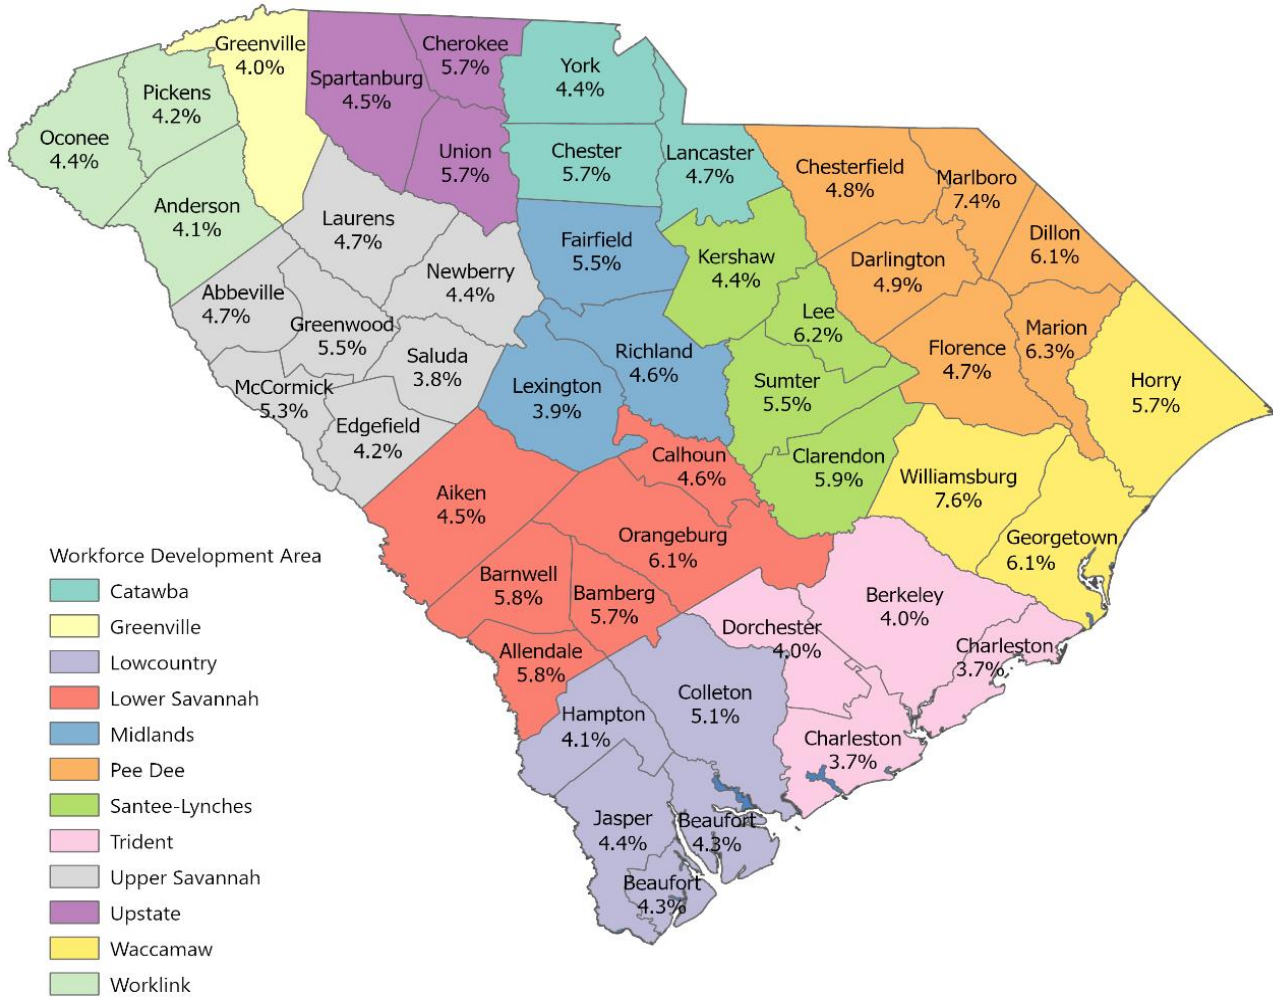 Greenville
4.0%
Cherokee
5.7%
Spartanburg
4.5%
York
4.4%
Pickens
4.2%
Oconee
4.4%
Union
5.7%
Chester
5.7%
Lancaster
4.7%
Chesterfield
4.8%
Marlboro
7.4%
Anderson
4.1%
Laurens
4.7%
Fairfield
5.5%
Kershaw
4.4%
Darlington
4.9%
Dillon
6.1%
Newberry
4.4%
Abbeville
4.7%
Greenwood
5.5%
Saluda
3.8%
Richland
4.6%
Lee
6.2%
Florence
4.7%
Marion
6.3%
McCormick
5.3%
Lexington
3.9%
Sumter
5.5%
Horry
5.7%
Edgefield
4.2%
Calhoun
4.6%
Clarendon
5.9%
Williamsburg
7.6%
Aiken
4.5%
Orangeburg
6.1%
Georgetown
6.1%
Barnwell
5.8%
Bamberg
5.7%
Berkeley
4.0%
Dorchester
4.0%
Charleston
3.7%
Allendale
5.8%
Colleton
5.1%
Hampton
4.1%
Charleston
3.7%
Jasper
4.4%
Beaufort
4.3%
Beaufort
4.3%
Workforce Development Area
Catawba
Greenville
Lowcountry
Lower Savannah
Midlands
Pee Dee
Santee-Lynches
Trident
Upper Savannah
Upstate
Waccamaw
Worklink